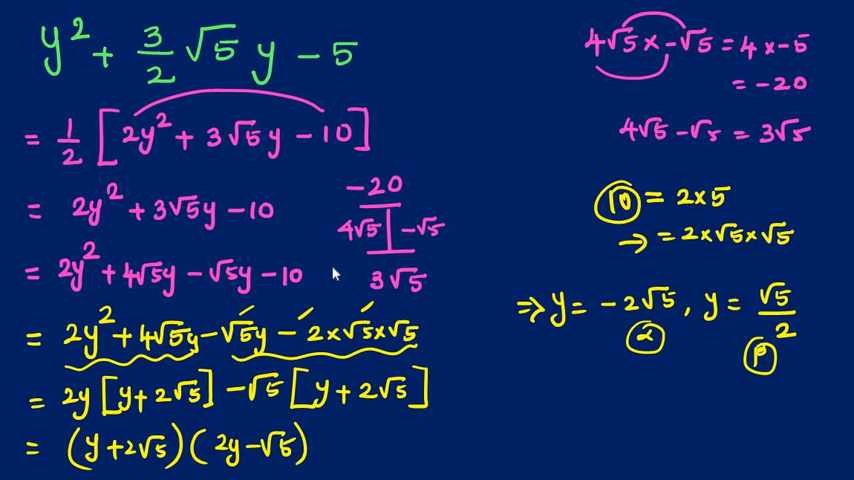 y² + 3/2 √5 y - 5
= 1/2 [2y² + 3√5y - 10]
= 2y² + 3√5y - 10
= 2y² + 4√5y - √5y - 10
= 2y² + 4√5y - √5y - 2×√5×√5
= 2y[y+2√5] - √5[y+2√5]
= (y+2√5)(2y-√5)
-20
4√5 | -√5
3√5
4√5 × -√5 = 4×-5
= -20
4√5 - √5 = 3√5
10 = 2×5
→ = 2×√5×√5
⇒ y = -2√5, y = √5/2
α β